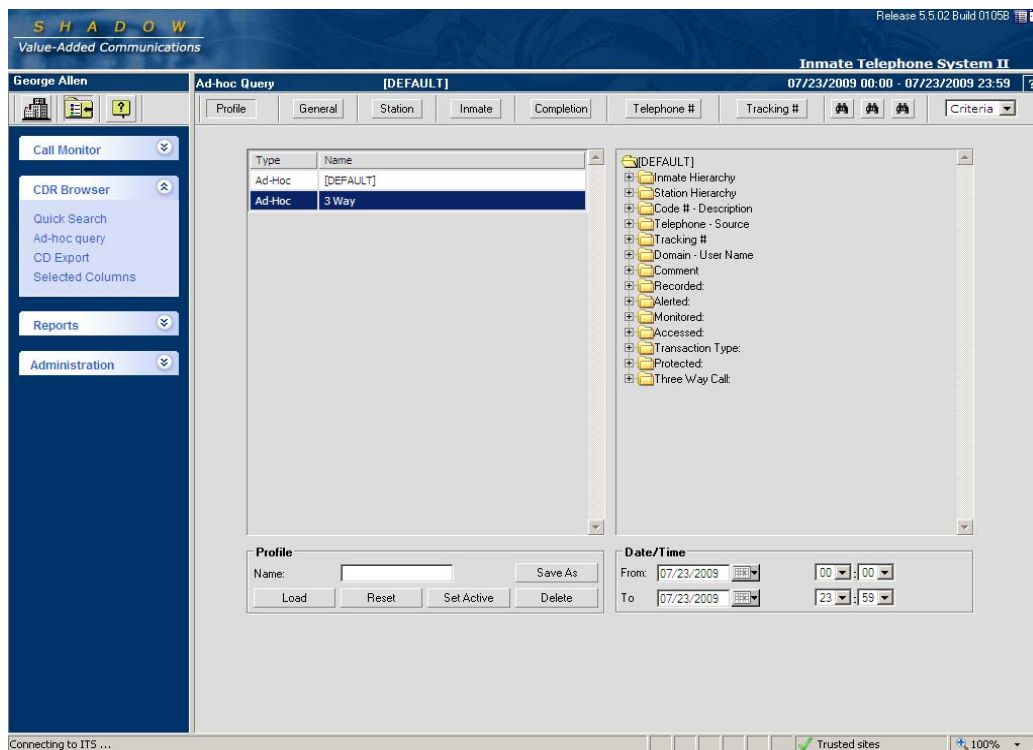 SHADOW
Value-Added Communications
Release 5.5.02 Build 0105B
Inmate Telephone System II
George Allen
Ad-hoc Query [DEFAULT] 07/23/2009 00:00 - 07/23/2009 23:59 ?
Profile General Station Inmate Completion Telephone # Tracking # Criteria
Call Monitor
CDR Browser
Quick Search
Ad-hoc query
CD Export
Selected Columns
Reports
Administration
Type Name
Ad-Hoc [DEFAULT]
Ad-Hoc 3 Way
[DEFAULT]
Inmate Hierarchy
Station Hierarchy
Code # - Description
Telephone - Source
Tracking #
Domain - User Name
Comment
Recorded:
Alerted:
Monitored:
Accessed:
Transaction Type:
Protected:
Three Way Call:
Profile
Name: Save As
Load Reset Set Active Delete
Date/Time
From: 07/23/2009 00 : 00
To 07/23/2009 23 : 59
Connecting to ITS ... Trusted sites 100%